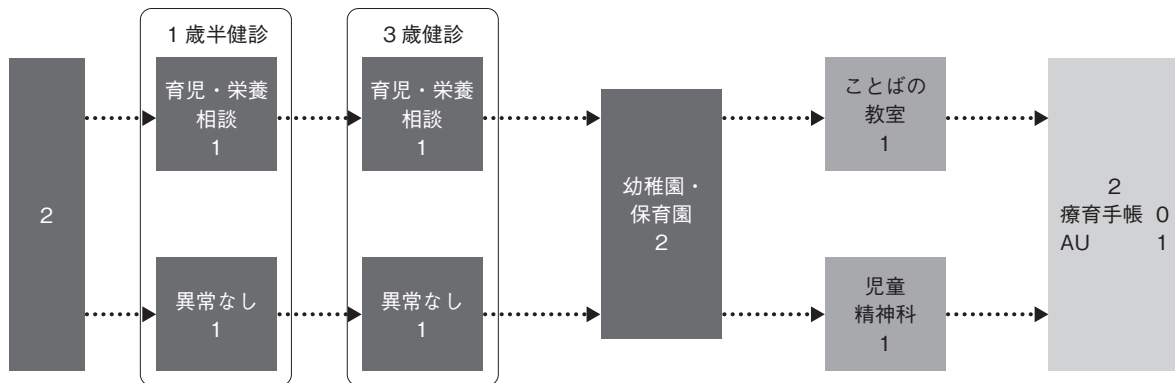 2
1歳半健診
育児・栄養
相談
1
異常なし
1
3歳健診
育児・栄養
相談
1
異常なし
1
幼稚園・
保育園
2
ことばの
教室
1
児童
精神科
1
2
療育手帳 0
AU 1